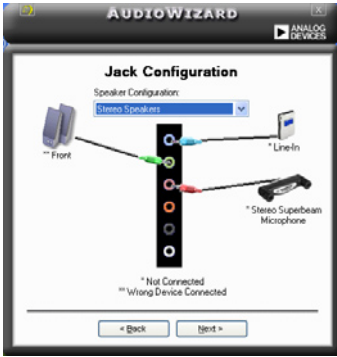 AUDIOWIZARD
ANALOG
DEVICES
Jack Configuration
Speaker Configuration:
Stereo Speakers
** Front
* Line-In
* Stereo Superbeam
Microphone
* Not Connected
** Wrong Device Connected
< Back
Next >